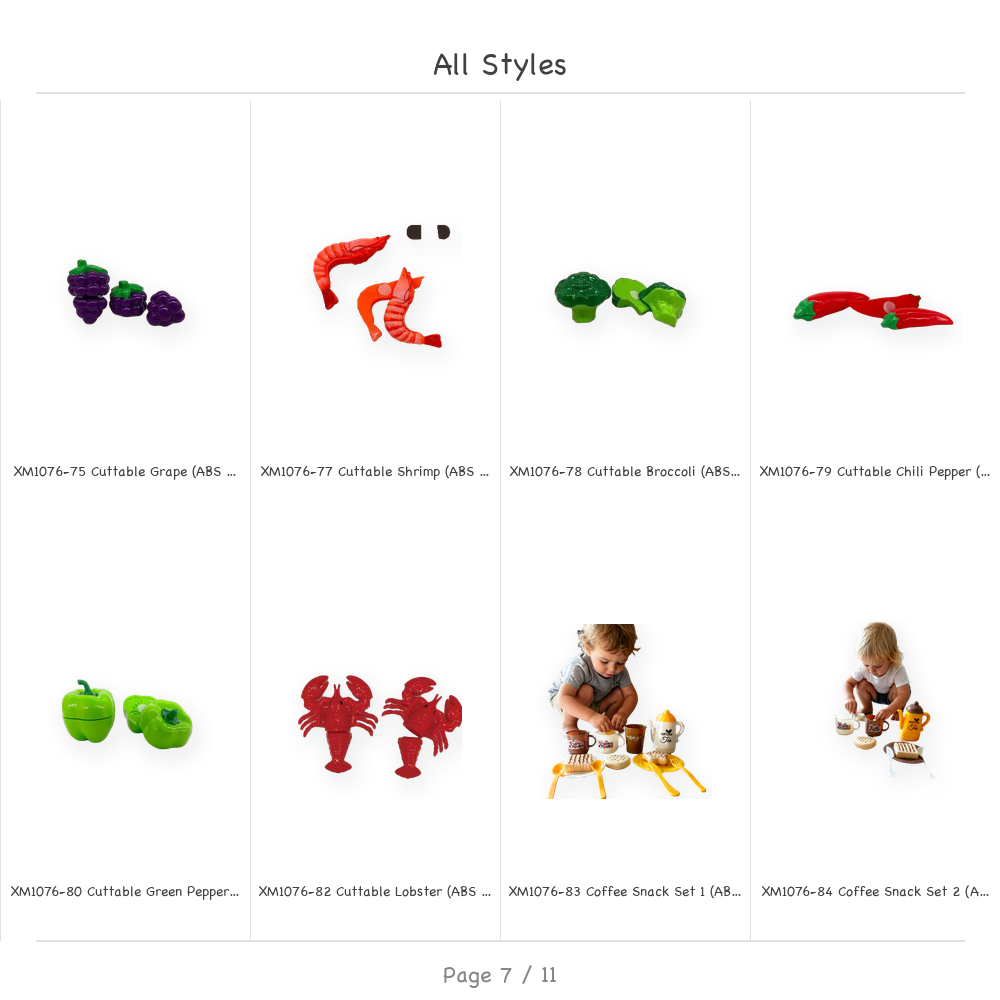 All Styles
XM1076-75 Cuttable Grape (ABS ...
XM1076-77 Cuttable Shrimp (ABS ...
XM1076-78 Cuttable Broccoli (ABS...
XM1076-79 Cuttable Chili Pepper (...
XM1076-80 Cuttable Green Pepper...
XM1076-82 Cuttable Lobster (ABS ...
XM1076-83 Coffee Snack Set 1 (AB...
XM1076-84 Coffee Snack Set 2 (A...
Page 7 / 11